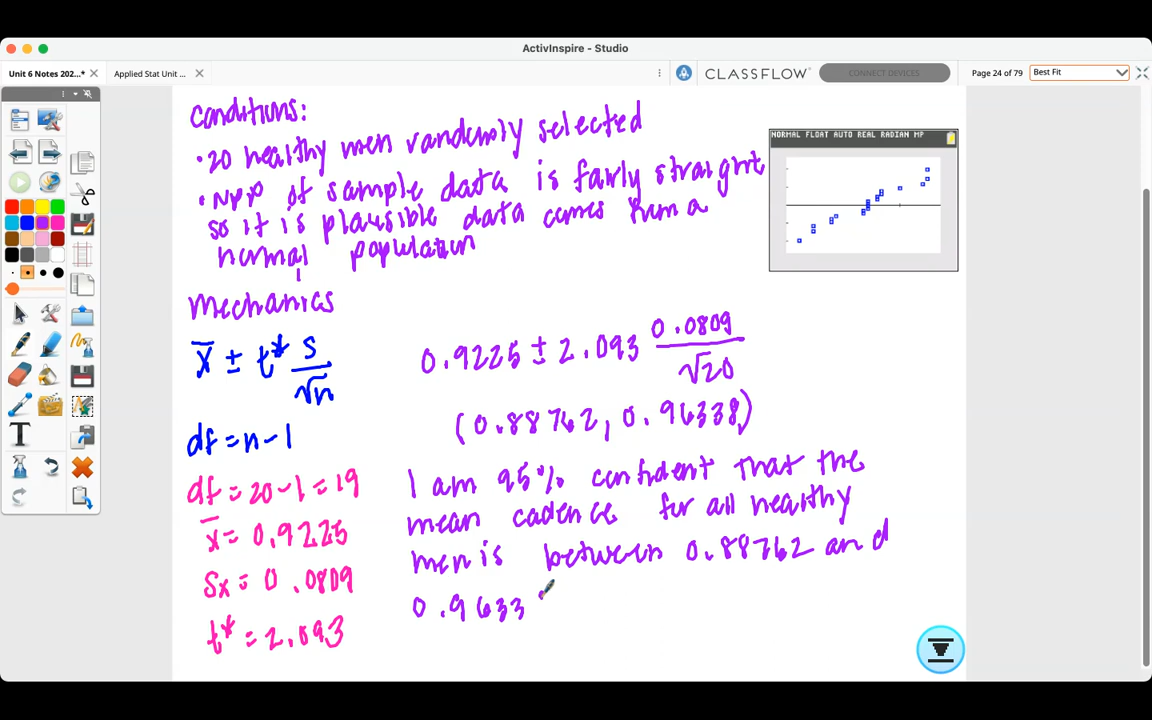 ActivInspire - Studio
Unit 6 Notes 202...*
Applied Stat Unit ...
CLASSFLOW
CONNECT DEVICES
Page 24 of 79
Best Fit
NORMAL FLOAT AUTO REAL RADIAN MP
Conditions:
• 20 healthy men randomly selected
• NPP of sample data is fairly straight
so it is plausible data comes from a
normal population
Mechanics
x̄ ± t* s/√n
df = n - 1
df = 20 - 1 = 19
x̄ = 0.9225
Sx = 0.0809
t* = 2.093
0.9225 ± 2.093 0.0809/√20
(0.88762, 0.96338)
I am 95% confident that the
mean cadence for all healthy
men is between 0.88762 and
0.9633